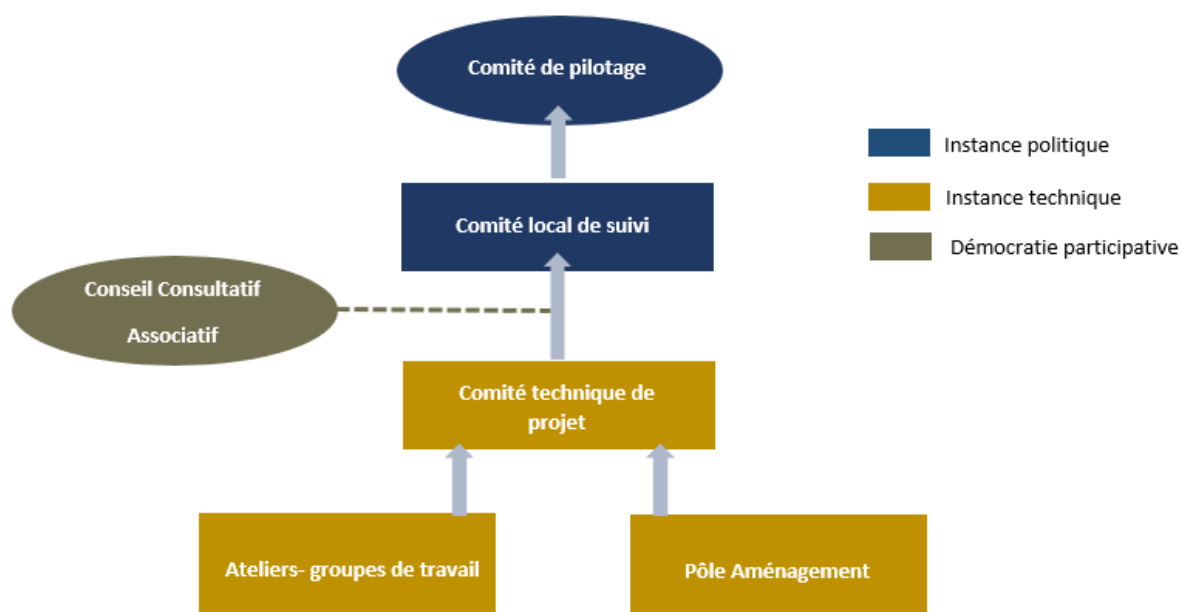 Comité de pilotage
Instance politique
Instance technique
Comité local de suivi
Démocratie participative
Conseil Consultatif
Associatif
Comité technique de
projet
Ateliers- groupes de travail
Pôle Aménagement